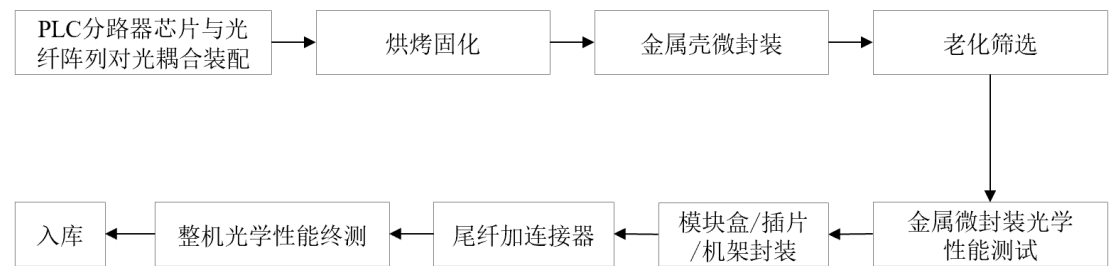 PLC分路器芯片与光
纤阵列对光耦合装配
烘烤固化
金属壳微封装
老化筛选
金属微封装光学
性能测试
模块盒/插片
/机架封装
尾纤加连接器
整机光学性能终测
入库